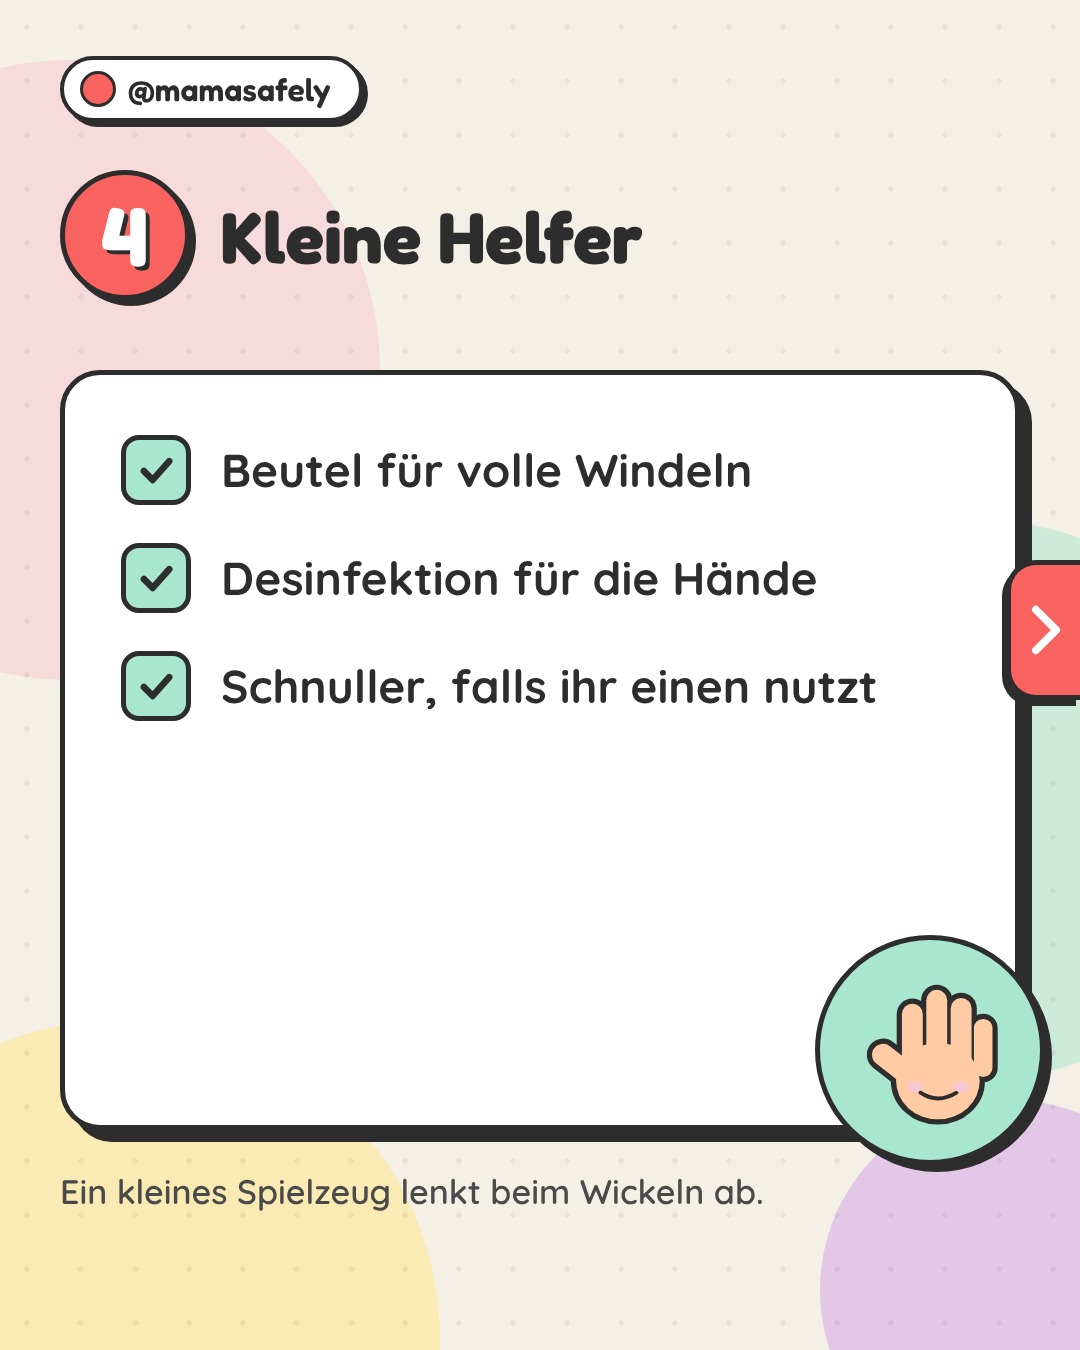 @mamasafely
4 Kleine Helfer
Beutel für volle Windeln
Desinfektion für die Hände
Schnuller, falls ihr einen nutzt
Ein kleines Spielzeug lenkt beim Wickeln ab.